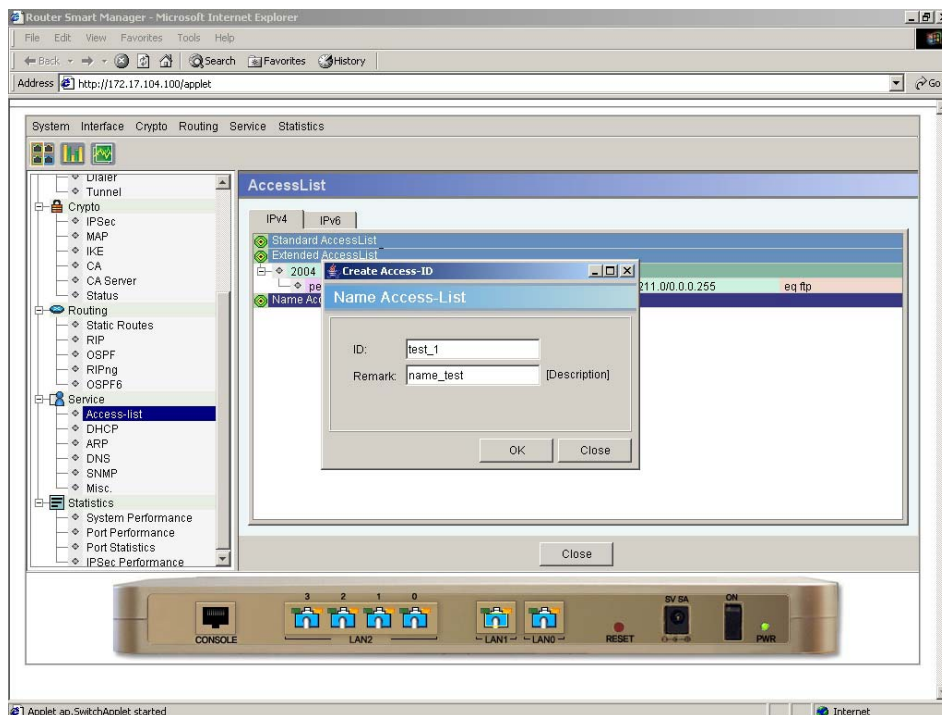 Router Smart Manager - Microsoft Internet Explorer
File Edit View Favorites Tools Help
Back Search Favorites History
Address http://172.17.104.100/applet Go
System Interface Crypto Routing Service Statistics
Dialer
Tunnel
Crypto
IPSec
MAP
IKE
CA
CA Server
Status
Routing
Static Routes
RIP
OSPF
RIPng
OSPF6
Service
Access-list
DHCP
ARP
DNS
SNMP
Misc.
Statistics
System Performance
Port Performance
Port Statistics
IPSec Performance
AccessList
IPv4 IPv6
Standard AccessList
Extended AccessList
2004
pe 211.0/0.0.0.255 eq ftp
Name Acc
Create Access-ID
Name Access-List
ID: test_1
Remark: name_test [Description]
OK Close
Close
CONSOLE
3 2 1 0
LAN2
LAN1 LAN0
RESET
5V 5A
ON
PWR
Applet ap.SwitchApplet started Internet